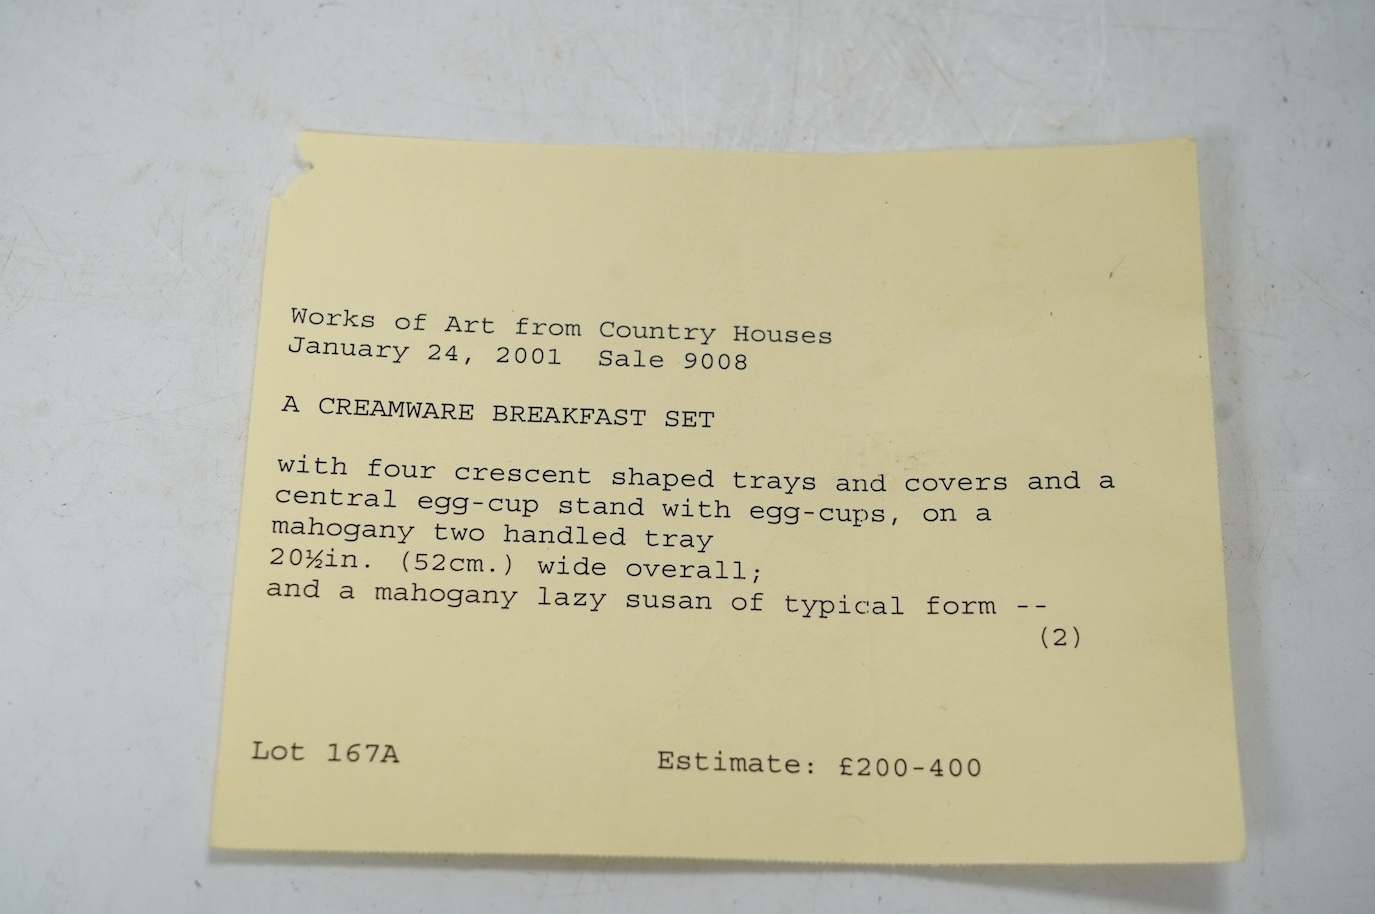 Works of Art from Country Houses
January 24, 2001  Sale 9008
A CREAMWARE BREAKFAST SET
with four crescent shaped trays and covers and a
central egg-cup stand with egg-cups, on a
mahogany two handled tray
20½in. (52cm.) wide overall;
and a mahogany lazy susan of typical form --
(2)
Lot 167A
Estimate: £200-400